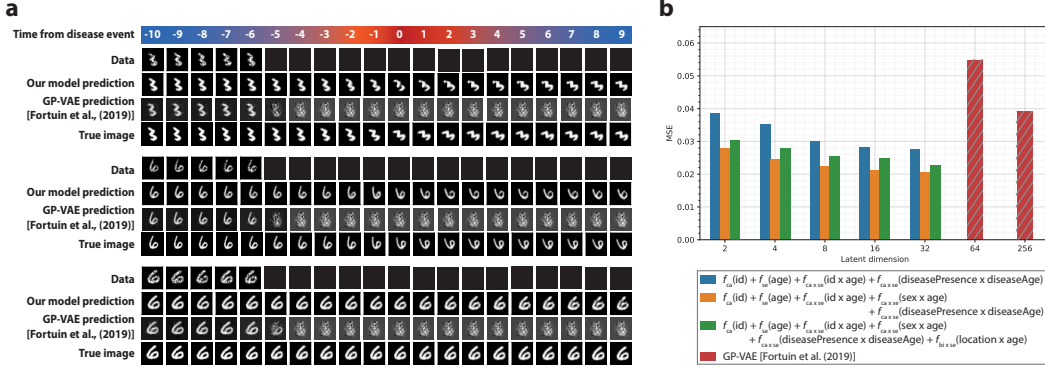 a
Time from disease event -10 -9 -8 -7 -6 -5 -4 -3 -2 -1 0 1 2 3 4 5 6 7 8 9
Data
Our model prediction
GP-VAE prediction
[Fortuin et al., (2019)]
True image
Data
Our model prediction
GP-VAE prediction
[Fortuin et al., (2019)]
True image
Data
Our model prediction
GP-VAE prediction
[Fortuin et al., (2019)]
True image
b
0.06
0.05
0.04
0.03
0.02
0.01
0.00
MSE
2 4 8 16 32 64 256
Latent dimension
f_ca(id) + f_se(age) + f_ca x se(id x age) + f_ca x se(diseasePresence x diseaseAge)
f_ca(id) + f_se(age) + f_ca x se(id x age) + f_ca x se(sex x age)
+ f_ca x se(diseasePresence x diseaseAge)
f_ca(id) + f_se(age) + f_ca x se(id x age) + f_ca x se(sex x age)
+ f_ca x se(diseasePresence x diseaseAge) + f_bi x se(location x age)
GP-VAE [Fortuin et al. (2019)]